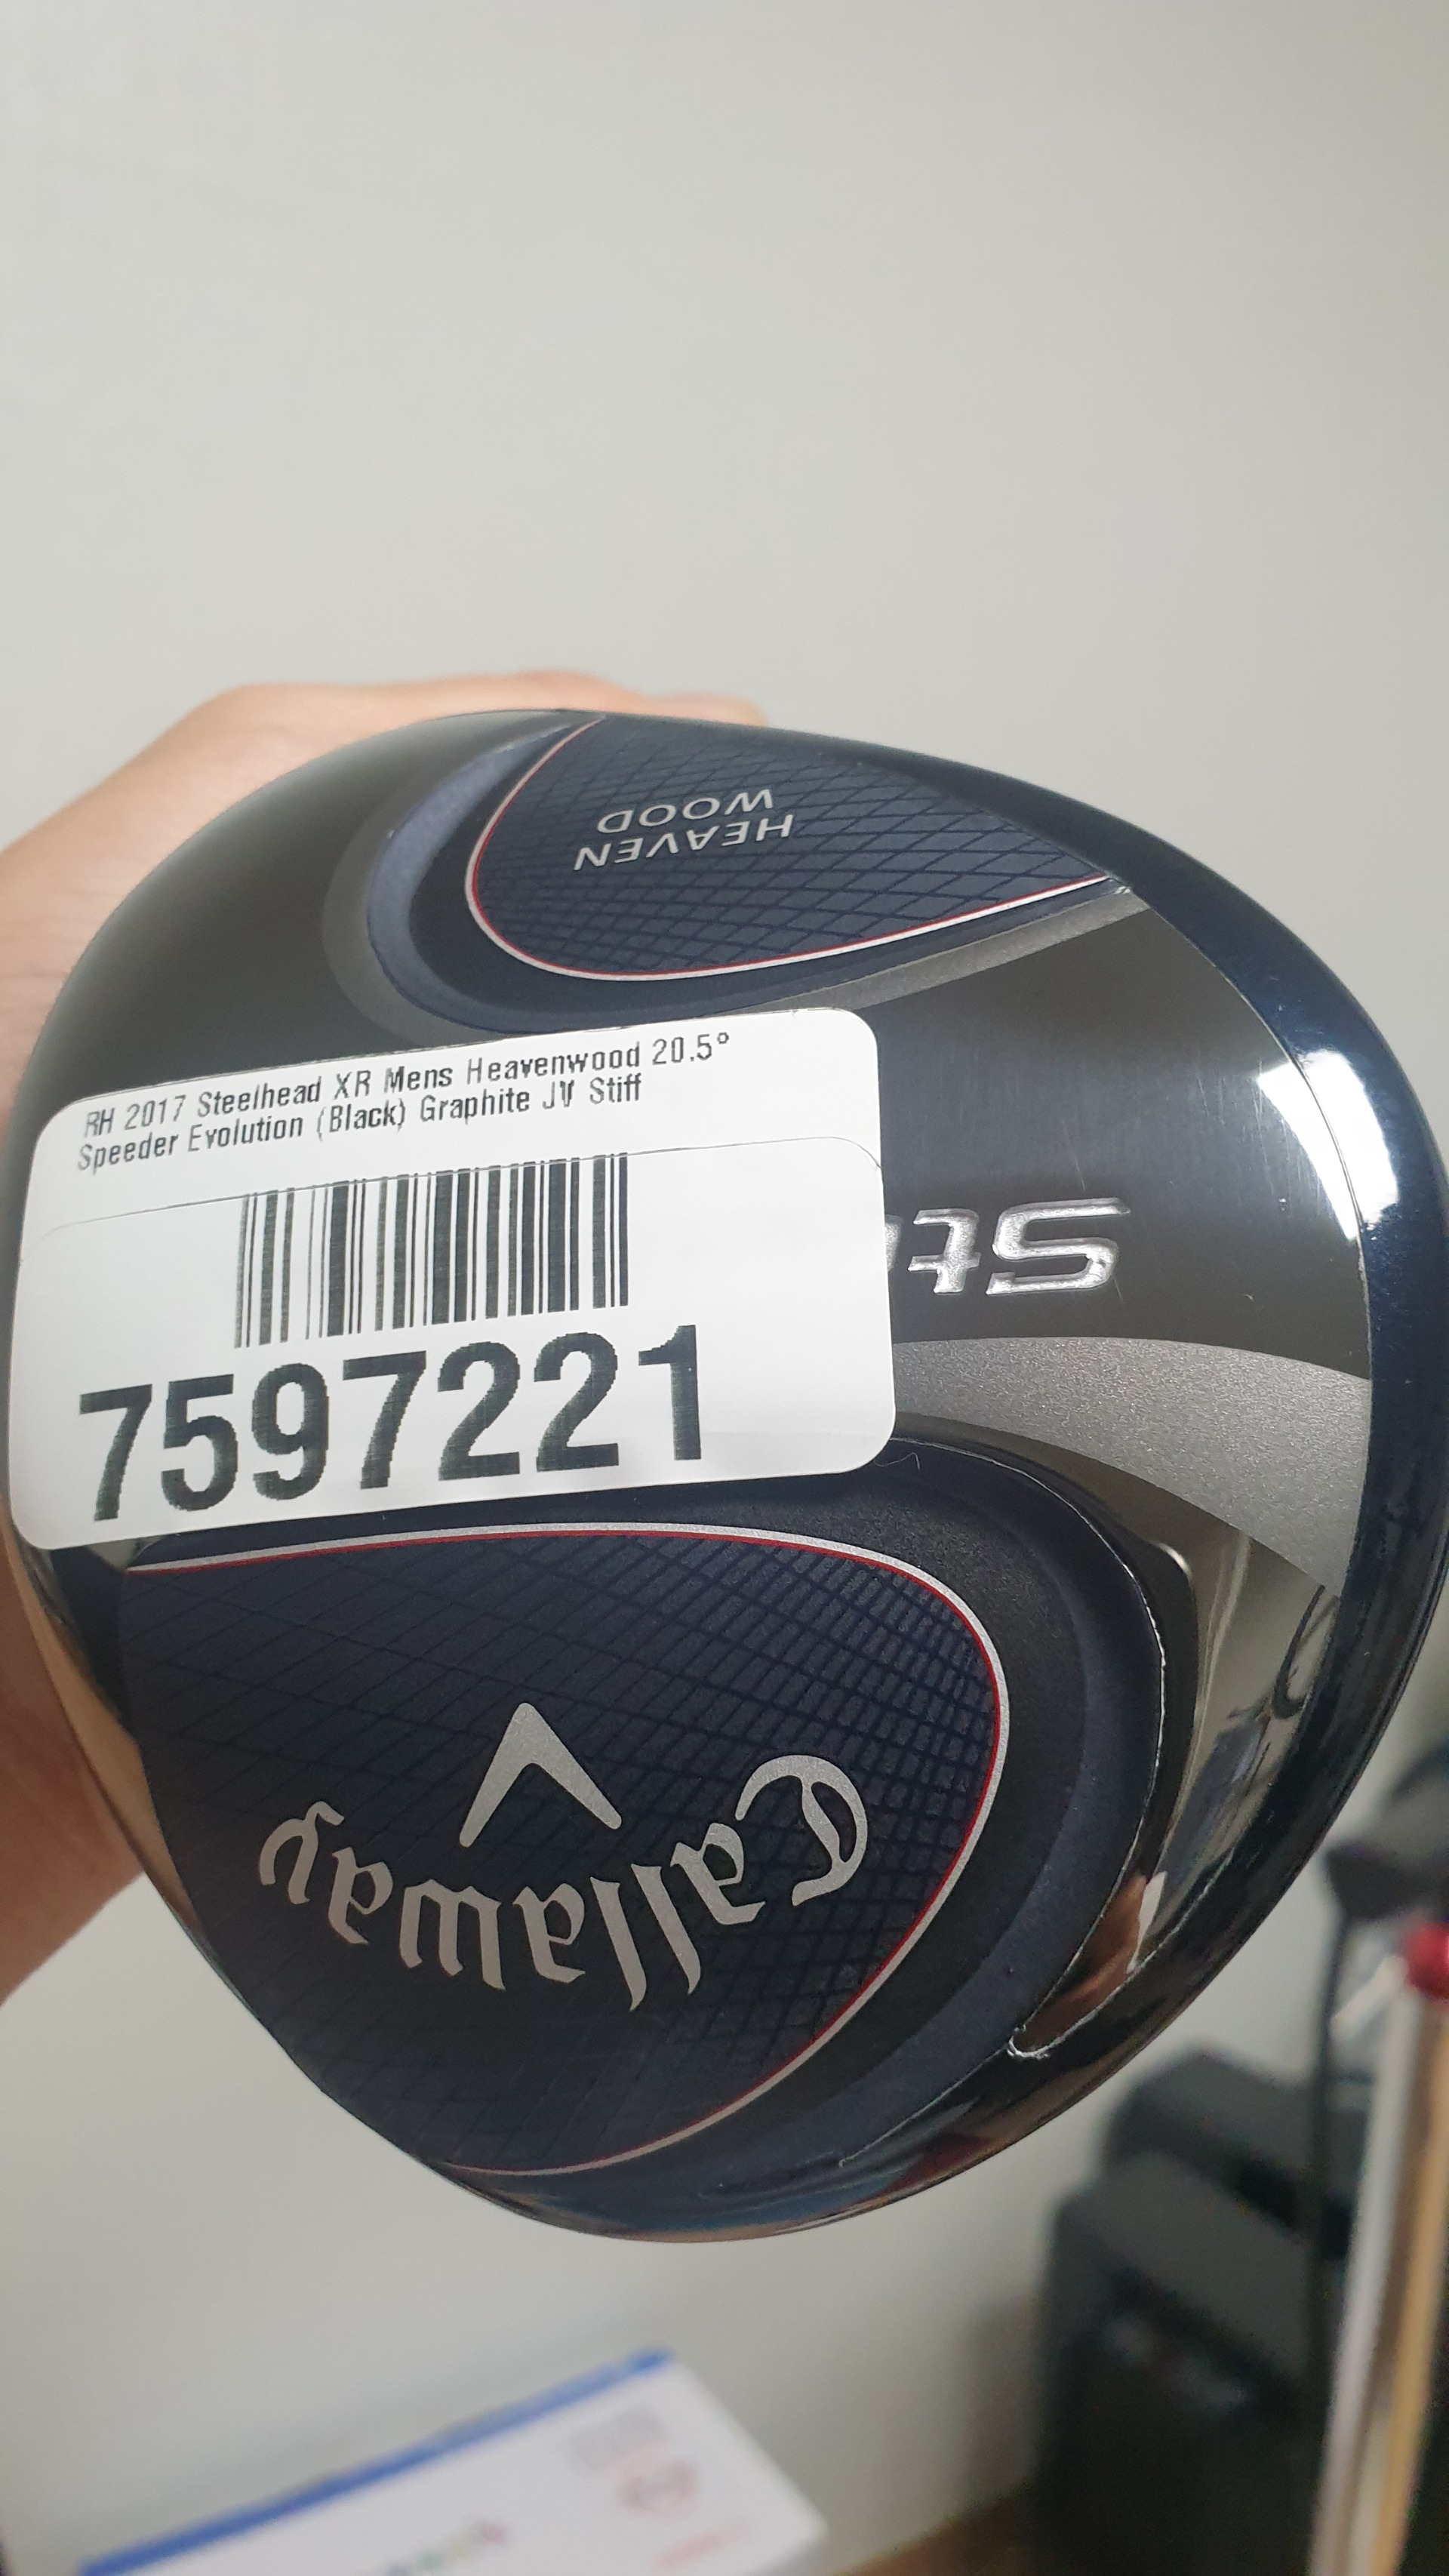 HEAVEN
WOOD
RH 2017 Steelhead XR Mens Heavenwood 20.5°
Speeder Evolution (Black) Graphite JV Stiff
7597221
Callaway